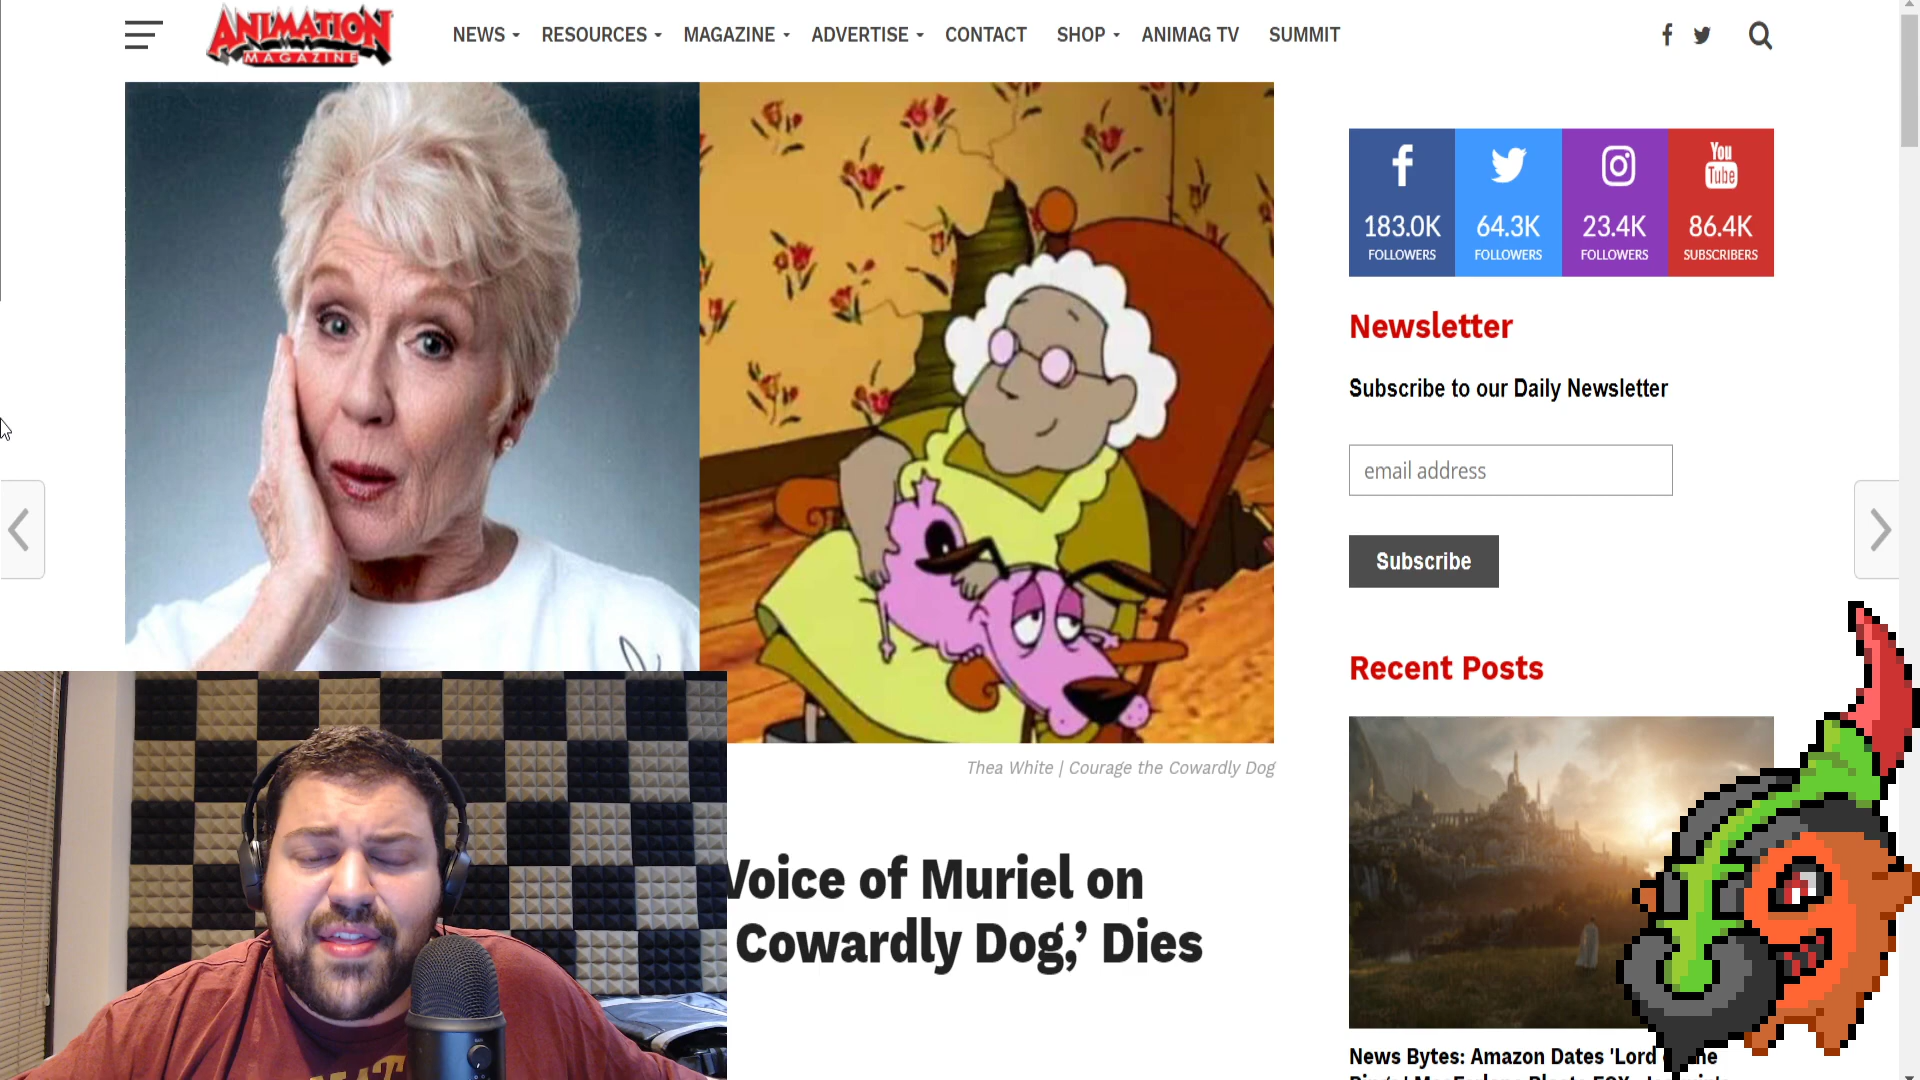 ANIMATION
MAGAZINE
NEWS
RESOURCES
MAGAZINE
ADVERTISE
CONTACT
SHOP
ANIMAG TV
SUMMIT
You
Tube
183.0K
FOLLOWERS
64.3K
FOLLOWERS
23.4K
FOLLOWERS
86.4K
SUBSCRIBERS
Newsletter
Subscribe to our Daily Newsletter
email address
Subscribe
Recent Posts
Thea White | Courage the Cowardly Dog
Voice of Muriel on
Cowardly Dog,’ Dies
News Bytes: Amazon Dates 'Lord